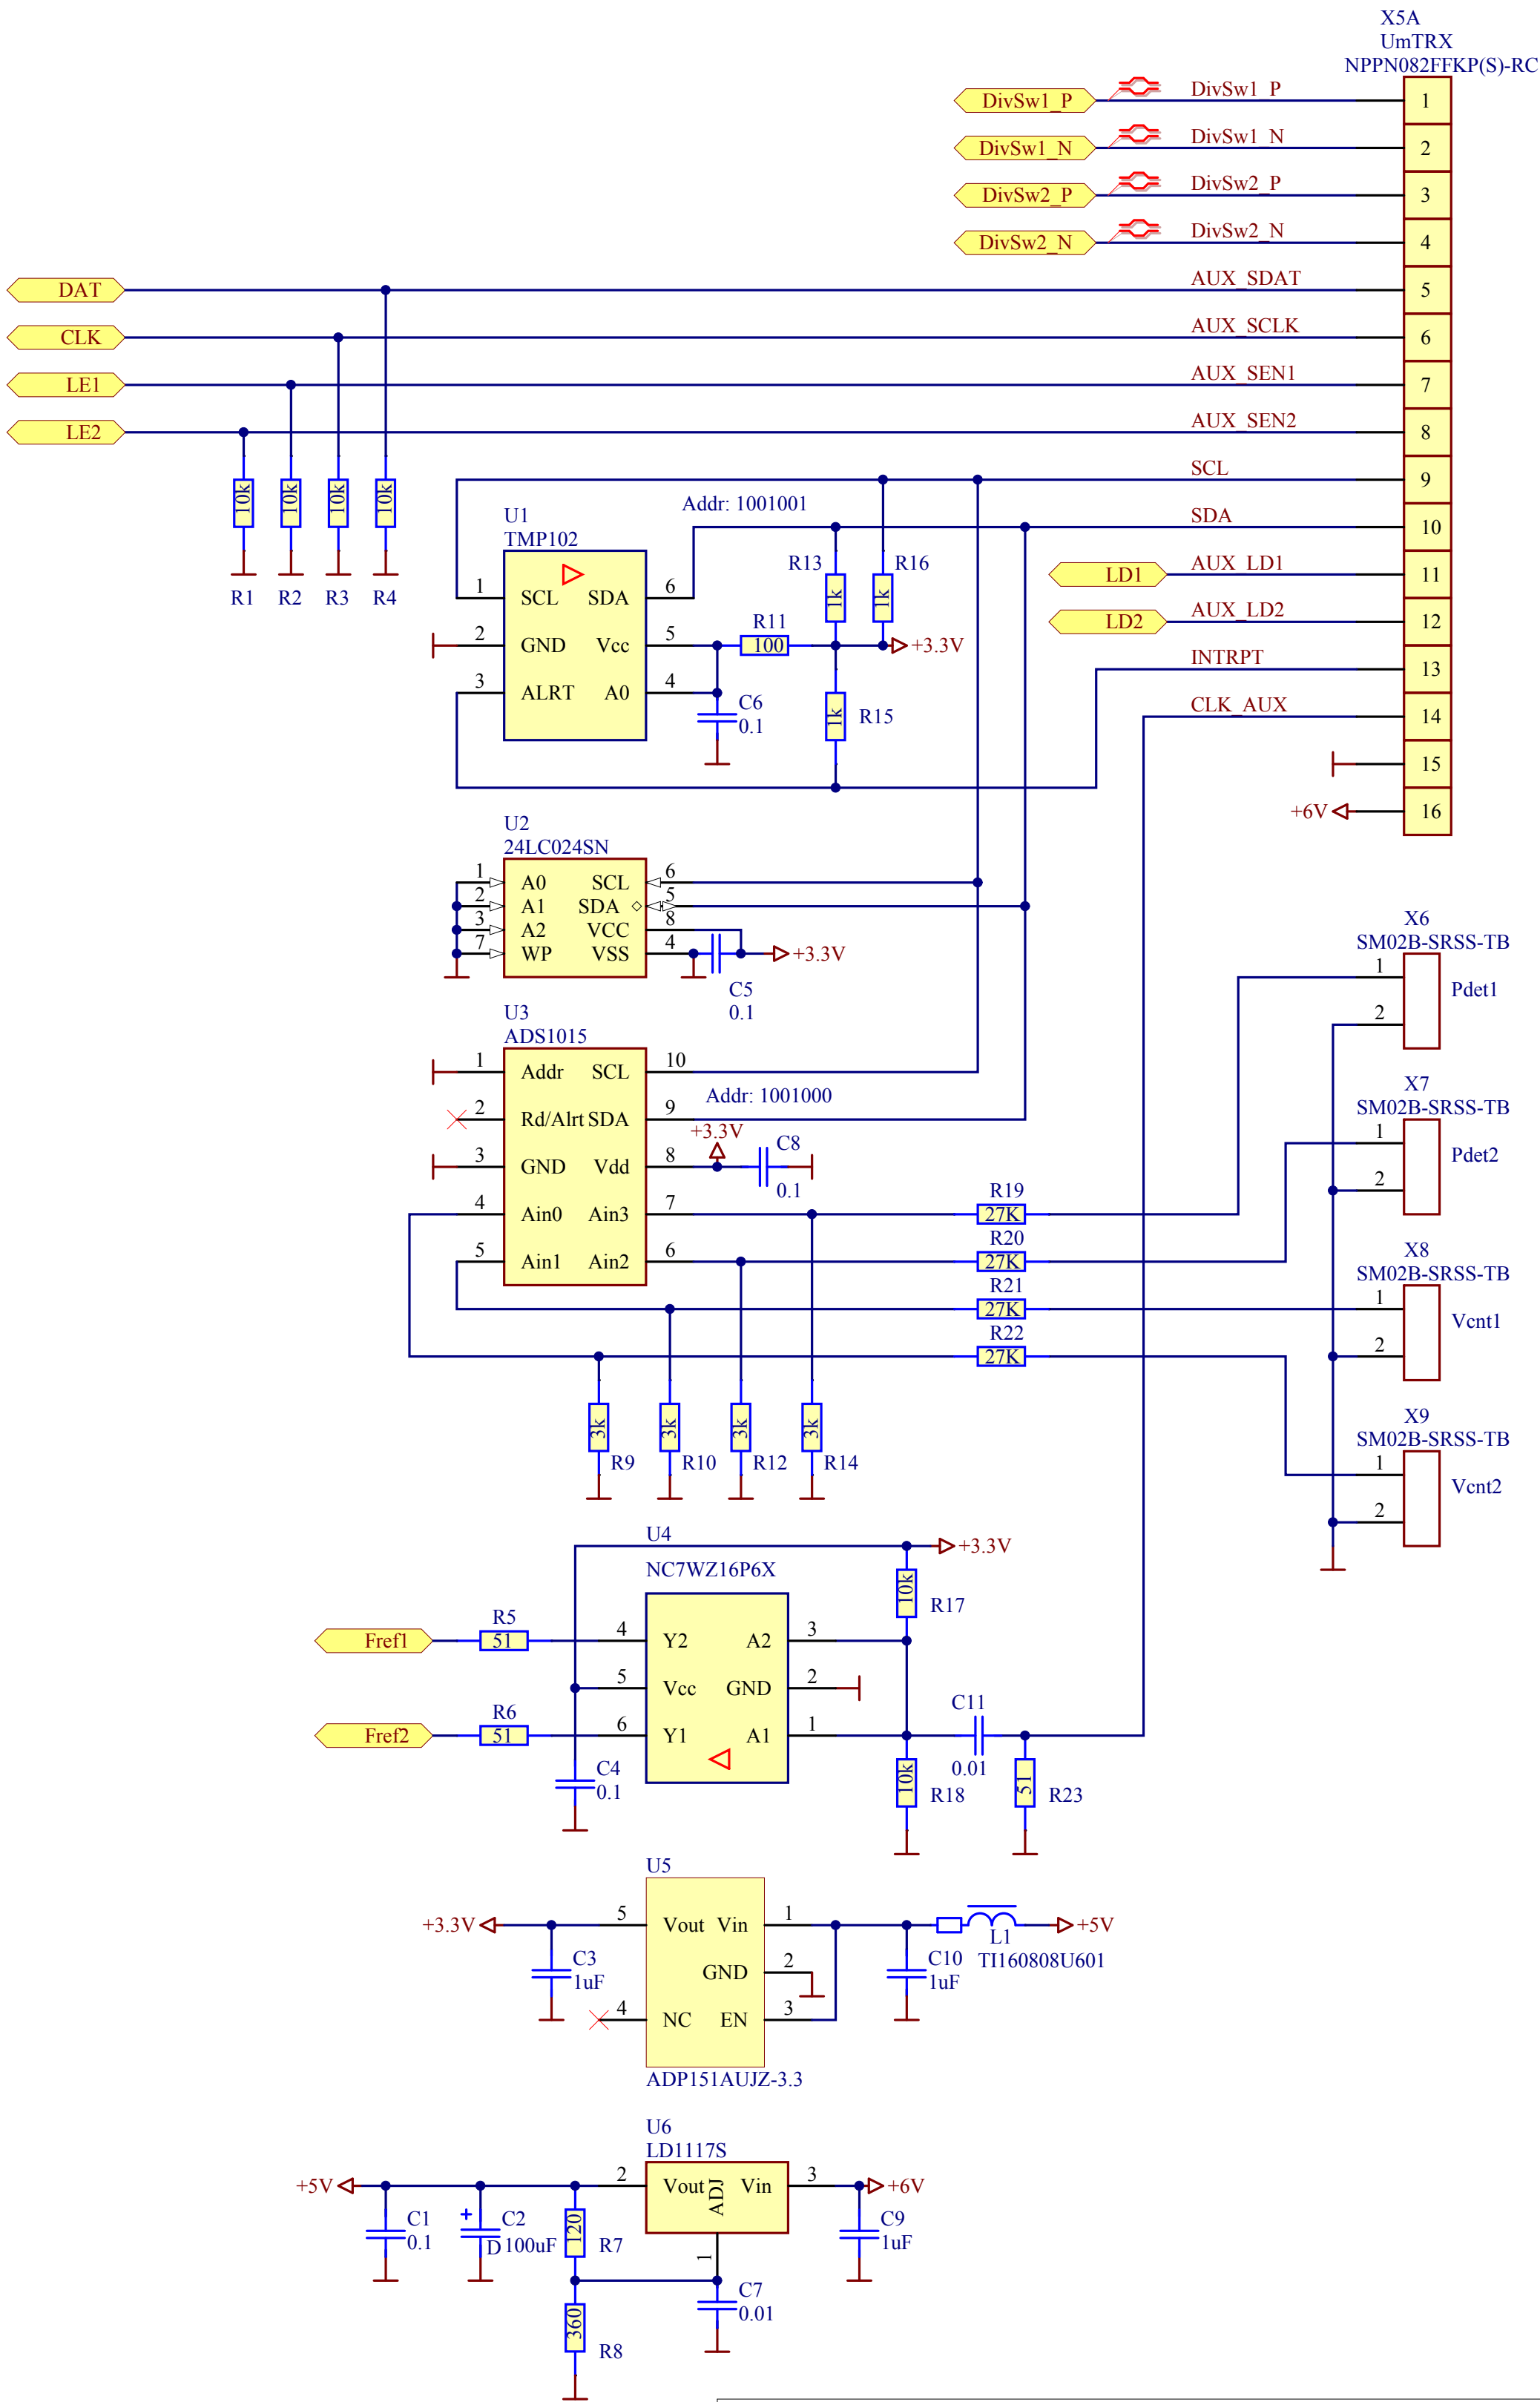 X5A
UmTRX
NPPN082FFKP(S)-RC
DivSw1_P DivSw1_P 1
DivSw1_N DivSw1_N 2
DivSw2_P DivSw2_P 3
DivSw2_N DivSw2_N 4
DAT AUX_SDAT 5
CLK AUX_SCLK 6
LE1 AUX_SEN1 7
LE2 AUX_SEN2 8
SCL 9
SDA 10
LD1 AUX_LD1 11
LD2 AUX_LD2 12
INTRPT 13
CLK_AUX 14
15
+6V 16
10k 10k 10k 10k
R1 R2 R3 R4
Addr: 1001001
U1
TMP102
1 SCL SDA 6
2 GND Vcc 5
3 ALRT A0 4
R13 1k
R16 1k
R11
100
+3.3V
C6
0.1
1k R15
U2
24LC024SN
1 A0 SCL 6
2 A1 SDA 5
3 A2 VCC 8
7 WP VSS 4
+3.3V
C5
0.1
U3
ADS1015
1 Addr SCL 10
Addr: 1001000
2 Rd/Alrt SDA 9
+3.3V
3 GND Vdd 8
C8
0.1
4 Ain0 Ain3 7
5 Ain1 Ain2 6
R19
27K
R20
27K
R21
27K
R22
27K
3k R9
3k R10
3k R12
3k R14
X6
SM02B-SRSS-TB
1
Pdet1
2
X7
SM02B-SRSS-TB
1
Pdet2
2
X8
SM02B-SRSS-TB
1
Vcnt1
2
X9
SM02B-SRSS-TB
1
Vcnt2
2
U4
+3.3V
NC7WZ16P6X
10k R17
Fref1
R5
51
4 Y2 A2 3
5 Vcc GND 2
Fref2
R6
51
6 Y1 A1 1
C11
0.01
C4
0.1
10k R18
51 R23
U5
+3.3V 5 Vout Vin 1
+5V
L1
TI160808U601
C3
1uF
GND 2
C10
1uF
4 NC EN 3
ADP151AUJZ-3.3
U6
LD1117S
+5V 2 Vout ADJ Vin 3 +6V
C1
0.1
+ C2
D 100uF
120 R7
1
C9
1uF
C7
0.01
360 R8